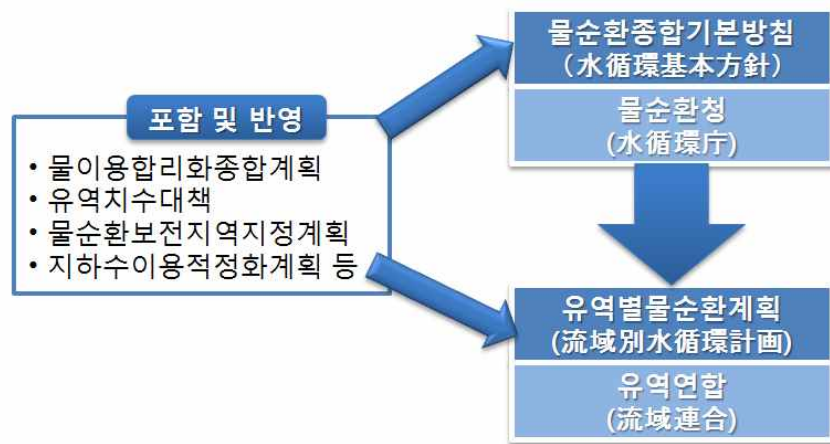 포함 및 반영
• 물이용합리화종합계획
• 유역치수대책
• 물순환보전지역지정계획
• 지하수이용적정화계획 등
물순환종합기본방침
(水循環基本方針)
물순환청
(水循環庁)
유역별물순환계획
(流域別水循環計画)
유역연합
(流域連合)